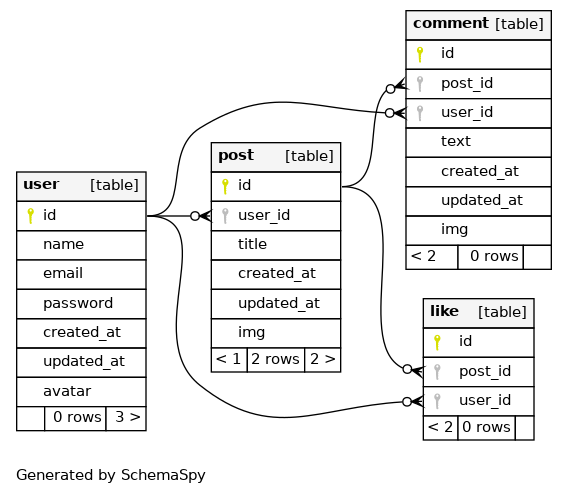 comment [table]
id
post_id
user_id
text
created_at
updated_at
img
< 2 0 rows
post [table]
id
user_id
title
created_at
updated_at
img
< 1 2 rows 2 >
user [table]
id
name
email
password
created_at
updated_at
avatar
0 rows 3 >
like [table]
id
post_id
user_id
< 2 0 rows
Generated by SchemaSpy